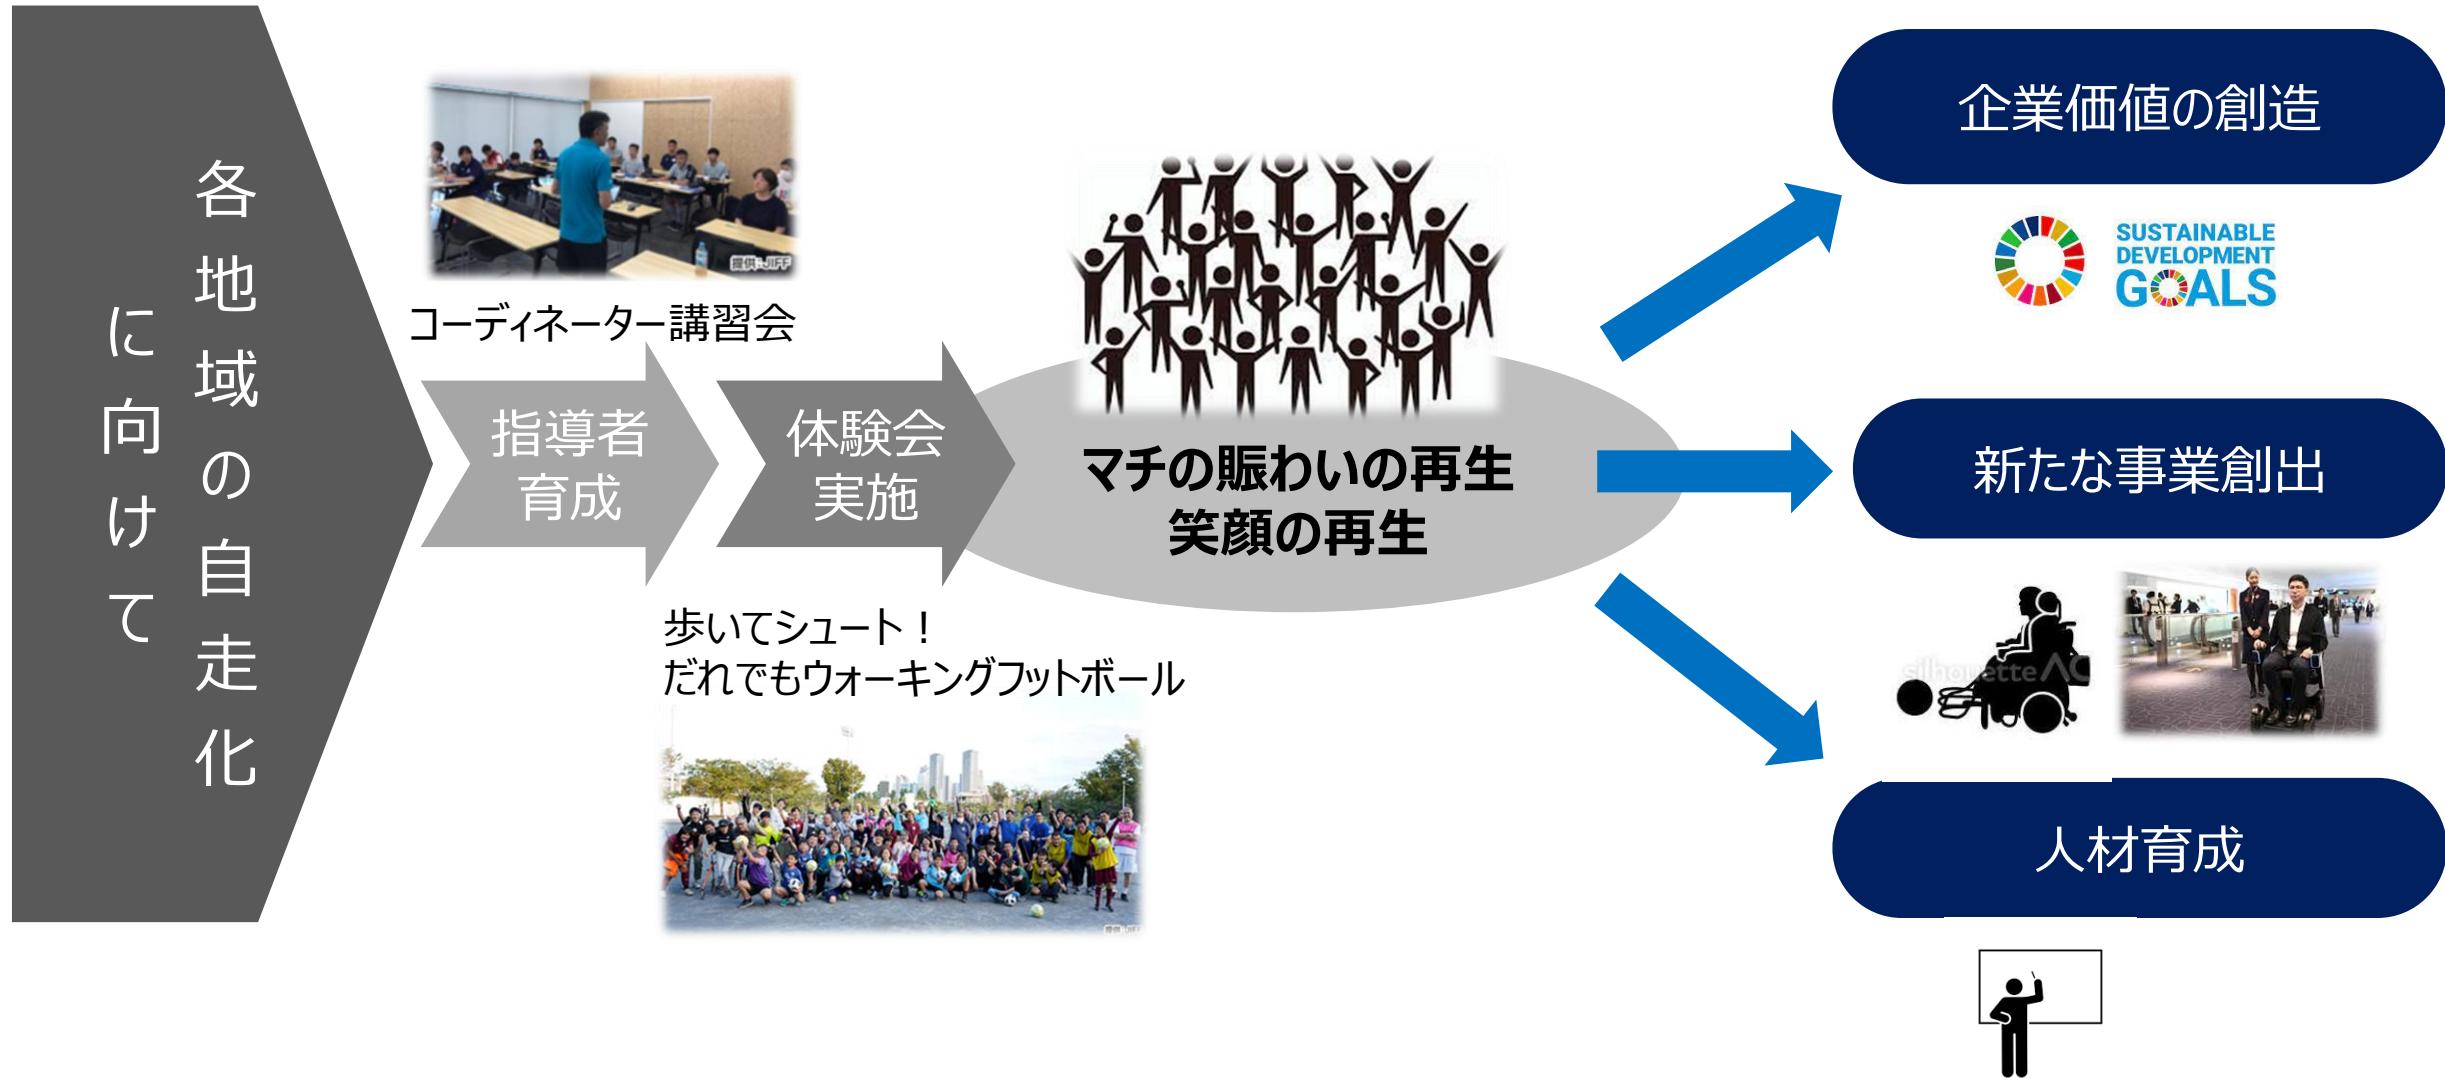 各地域の自走化
に向けて
提供:JIFF
コーディネーター講習会
指導者
育成
体験会
実施
歩いてシュート！
だれでもウォーキングフットボール
マチの賑わいの再生
笑顔の再生
企業価値の創造
SUSTAINABLE
DEVELOPMENT
GOALS
新たな事業創出
silhouetteAC
人材育成